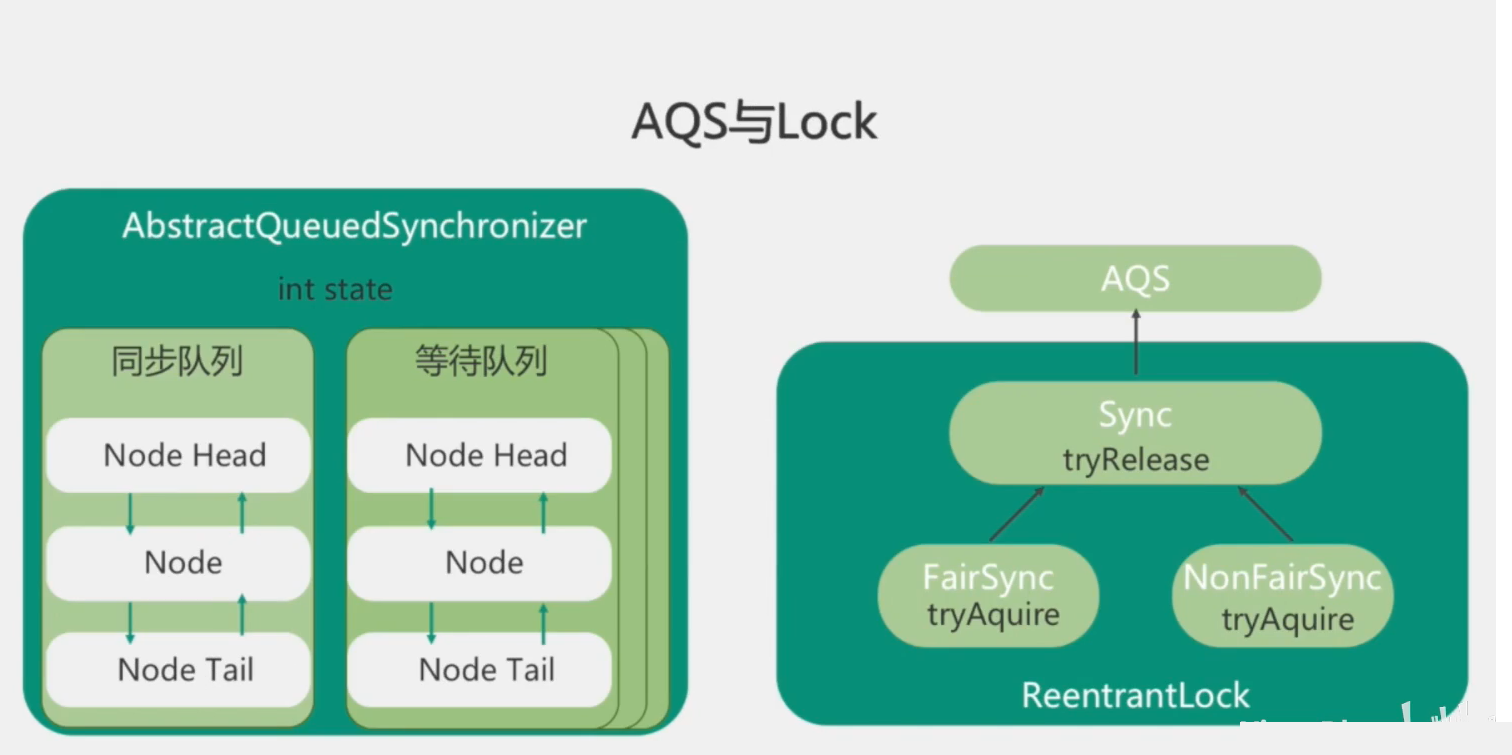 AQS与Lock
AbstractQueuedSynchronizer
int state
同步队列
Node Head
Node
Node Tail
等待队列
Node Head
Node
Node Tail
AQS
Sync
tryRelease
FairSync
tryAquire
NonFairSync
tryAquire
ReentrantLock